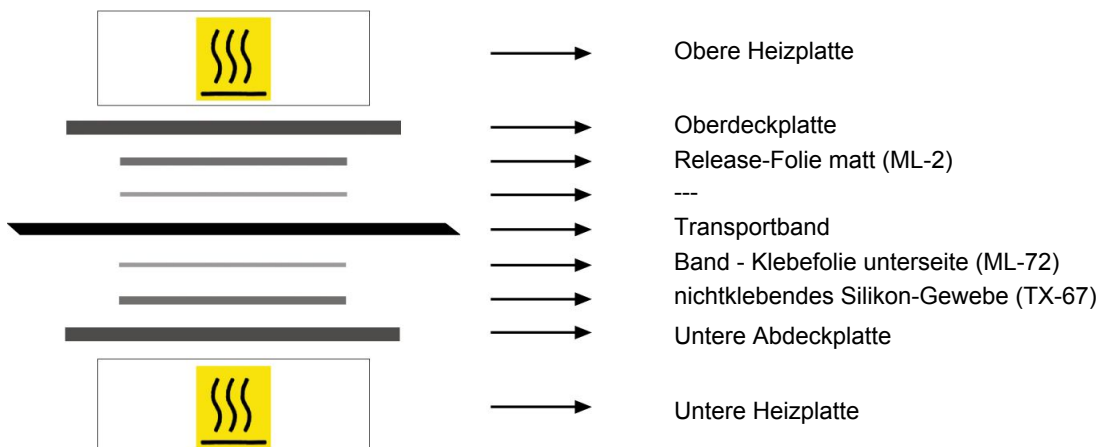 Obere Heizplatte
Oberdeckplatte
Release-Folie matt (ML-2)
---
Transportband
Band - Klebefolie unterseite (ML-72)
nichtklebendes Silikon-Gewebe (TX-67)
Untere Abdeckplatte
Untere Heizplatte